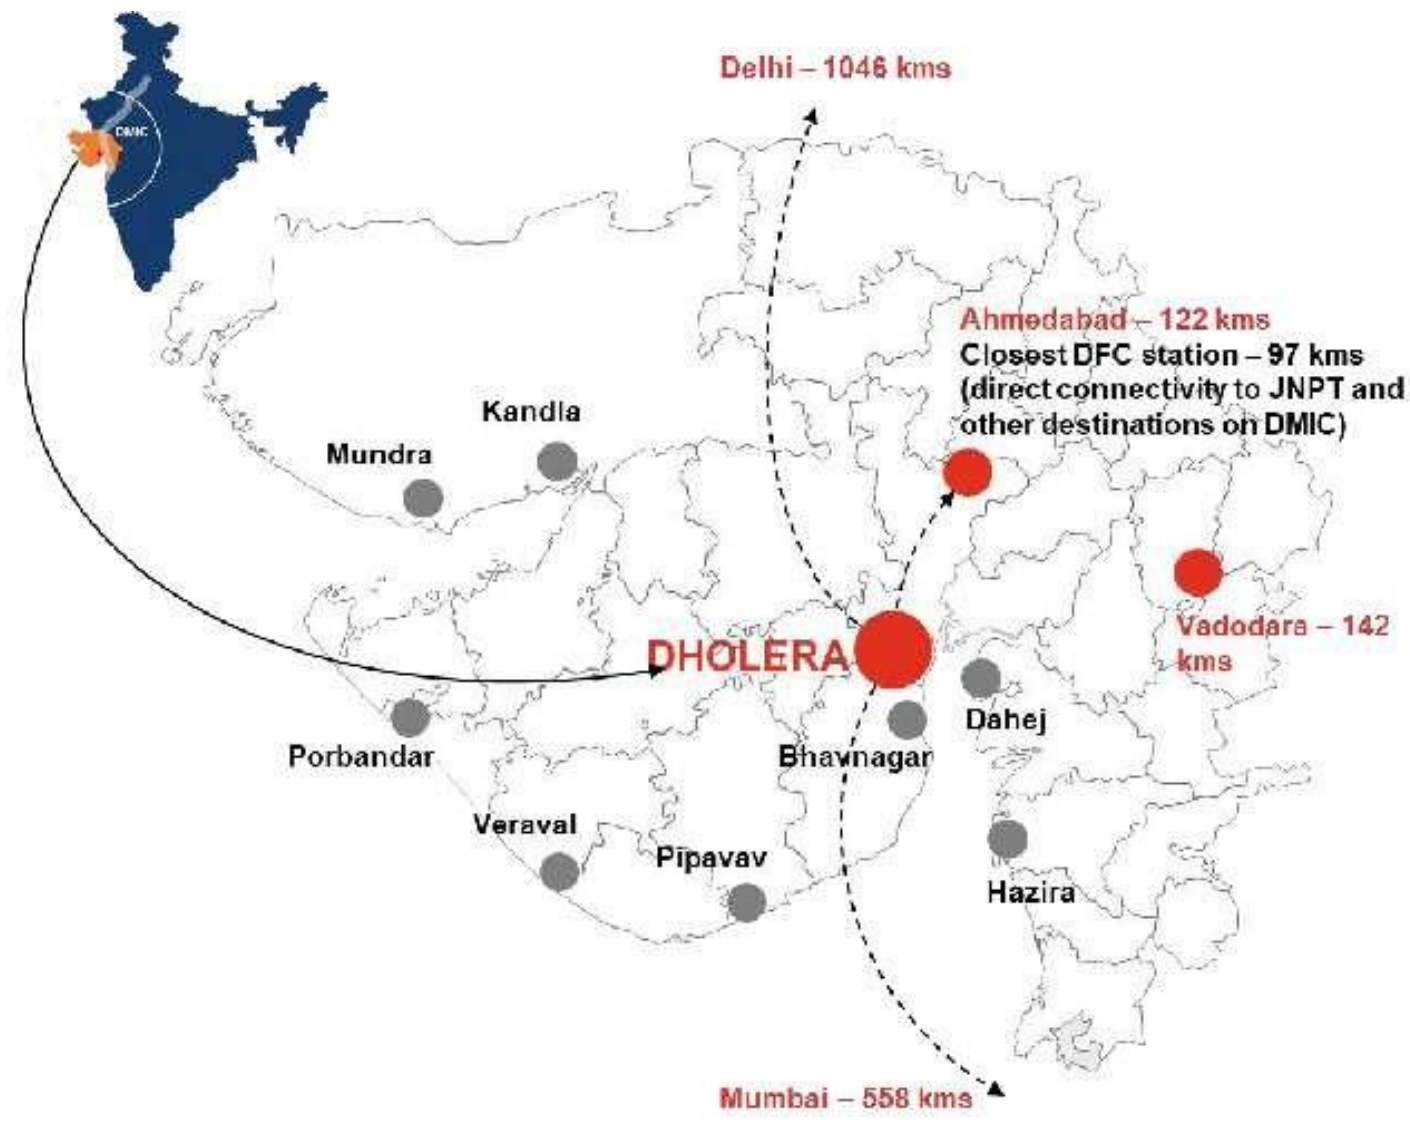 DMIC
Delhi – 1046 kms
Ahmedabad – 122 kms
Closest DFC station – 97 kms
(direct connectivity to JNPT and
other destinations on DMIC)
Kandla
Mundra
Vadodara – 142
kms
DHOLERA
Dahej
Porbandar
Bhavnagar
Veraval
Pipavav
Hazira
Mumbai – 558 kms